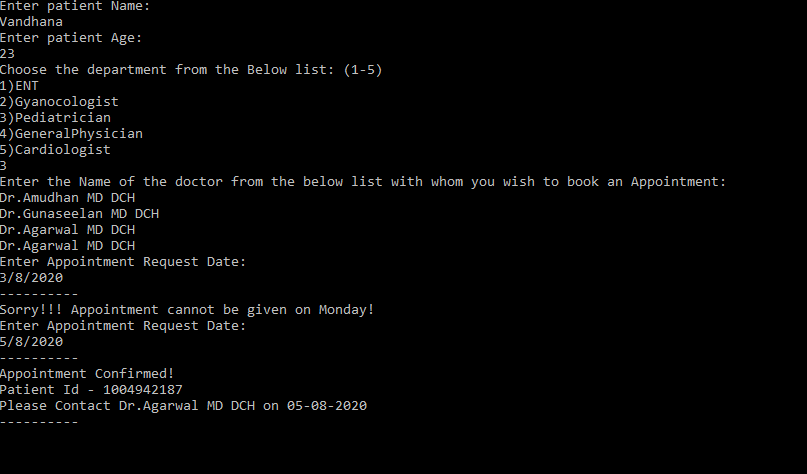 Enter patient Name:
Vandhana
Enter patient Age:
23
Choose the department from the Below list: (1-5)
1)ENT
2)Gyanocologist
3)Pediatrician
4)GeneralPhysician
5)Cardiologist
3
Enter the Name of the doctor from the below list with whom you wish to book an Appointment:
Dr.Amudhan MD DCH
Dr.Gunaseelan MD DCH
Dr.Agarwal MD DCH
Dr.Agarwal MD DCH
Enter Appointment Request Date:
3/8/2020
----------
Sorry!!! Appointment cannot be given on Monday!
Enter Appointment Request Date:
5/8/2020
----------
Appointment Confirmed!
Patient Id - 1004942187
Please Contact Dr.Agarwal MD DCH on 05-08-2020
----------